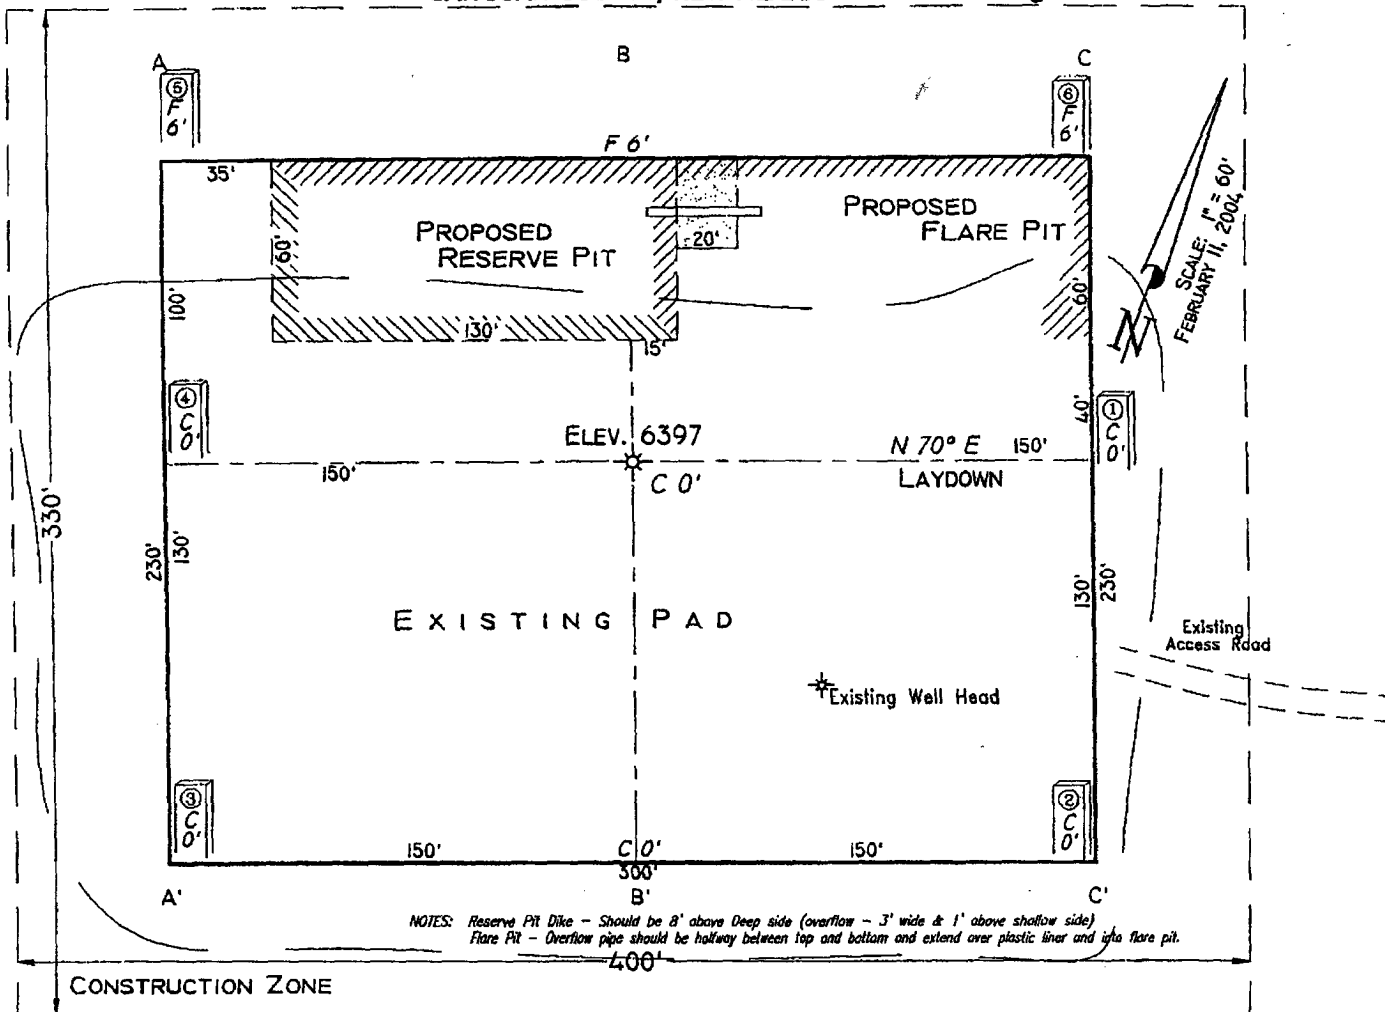 A
B
C
5
F
6'
6
F
6'
F 6'
35'
PROPOSED
RESERVE PIT
60'
20'
PROPOSED
FLARE PIT
60'
SCALE: 1" = 60'
FEBRUARY 11, 2004
N
100'
130'
15'
4
C
0'
40'
1
C
0'
ELEV. 6397
N 70° E 150'
150'
C 0'
LAYDOWN
330'
230'
130'
130'
230'
EXISTING PAD
Existing
Access Road
Existing Well Head
3
C
0'
2
C
0'
150'
C 0'
150'
300'
A'
B'
C'
NOTES: Reserve Pit Dike - Should be 8' above Deep side (overflow - 3' wide & 1' above shallow side)
Flare Pit - Overflow pipe should be halfway between top and bottom and extend over plastic liner and into flare pit.
400'
CONSTRUCTION ZONE